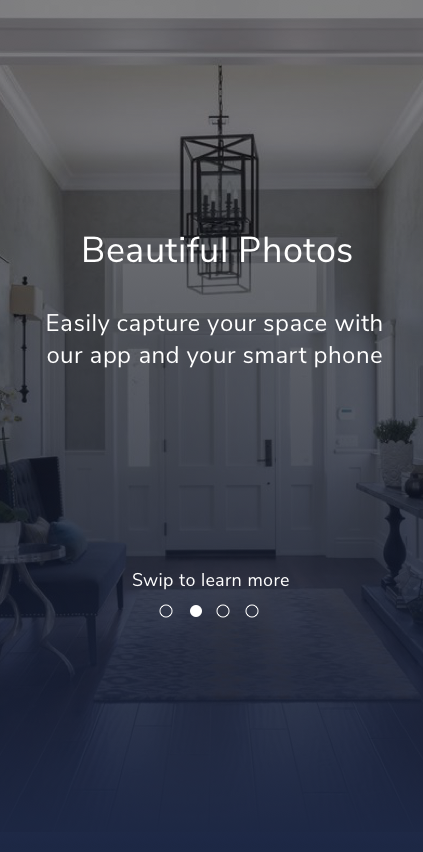 Beautiful Photos
Easily capture your space with
our app and your smart phone
Swip to learn more